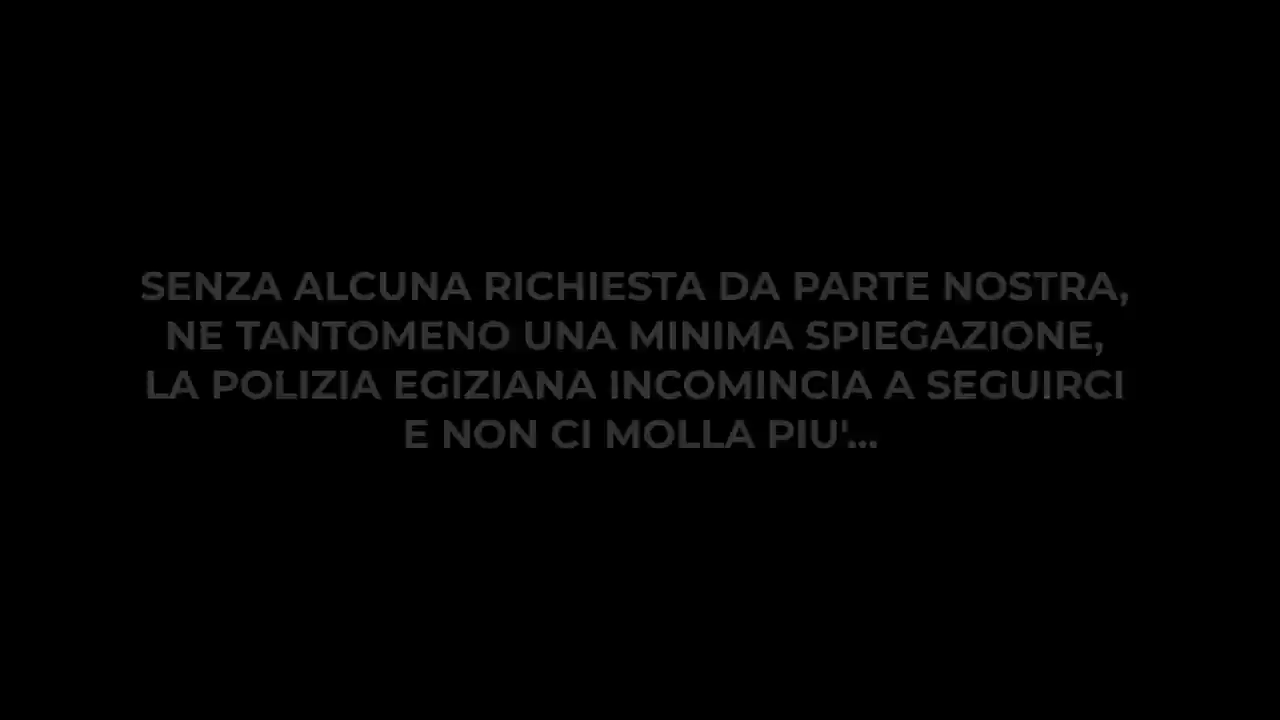 SENZA ALCUNA RICHIESTA DA PARTE NOSTRA,
NE TANTOMENO UNA MINIMA SPIEGAZIONE,
LA POLIZIA EGIZIANA INCOMINCIA A SEGUIRCI
E NON CI MOLLA PIU'...